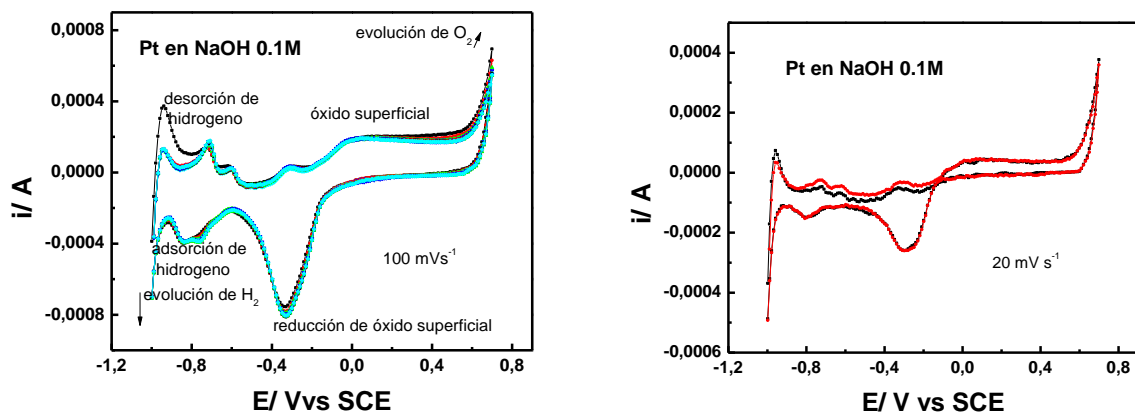 evolución de O2
Pt en NaOH 0.1M
desorción de
hidrogeno
óxido superficial
adsorción de
hidrogeno
evolución de H2
100 mVs-1
reducción de óxido superficial
0,0008
0,0004
0,0000
-0,0004
-0,0008
i/ A
-1,2
-0,8
-0,4
0,0
0,4
0,8
E/ Vvs SCE
Pt en NaOH 0.1M
20 mV s-1
0,0004
0,0002
0,0000
-0,0002
-0,0004
-0,0006
i/ A
-1,2
-0,8
-0,4
0,0
0,4
0,8
E/ V vs SCE